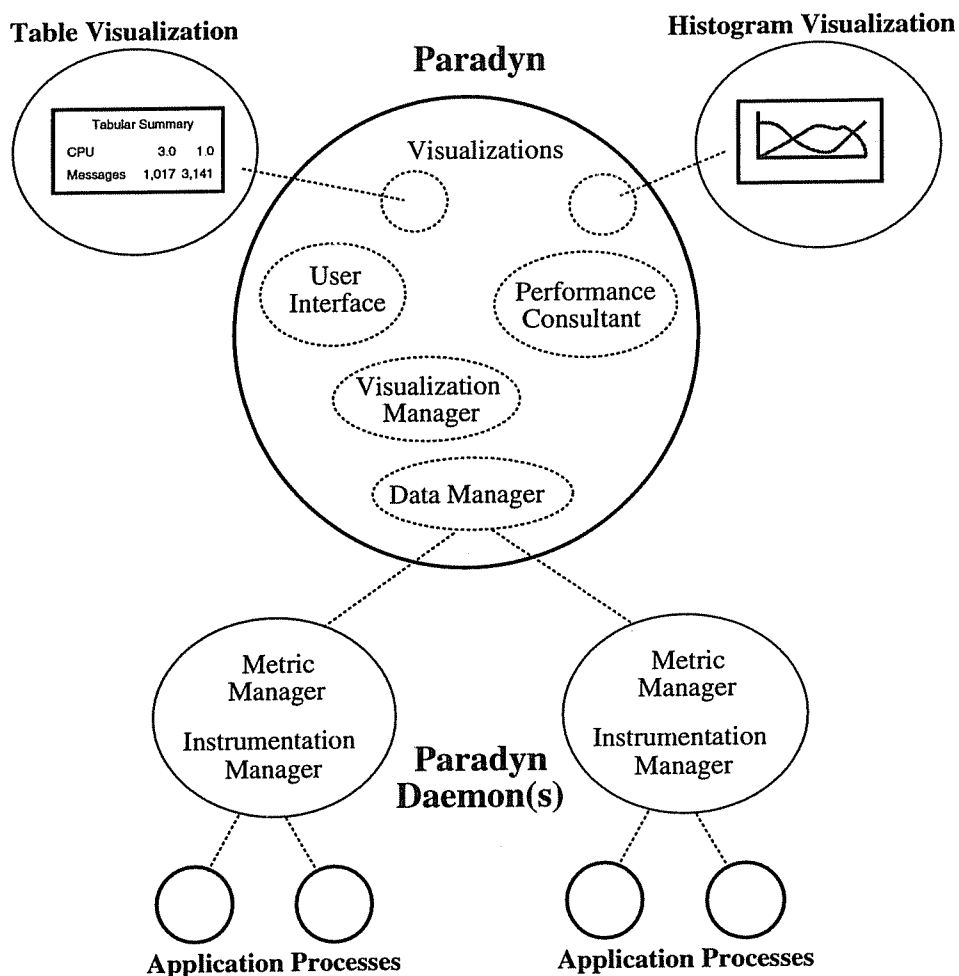 Table Visualization
Histogram Visualization
Paradyn
Tabular Summary
CPU 3.0 1.0
Messages 1,017 3,141
Visualizations
User
Interface
Performance
Consultant
Visualization
Manager
Data Manager
Metric
Manager
Instrumentation
Manager
Metric
Manager
Instrumentation
Manager
Paradyn
Daemon(s)
Application Processes
Application Processes